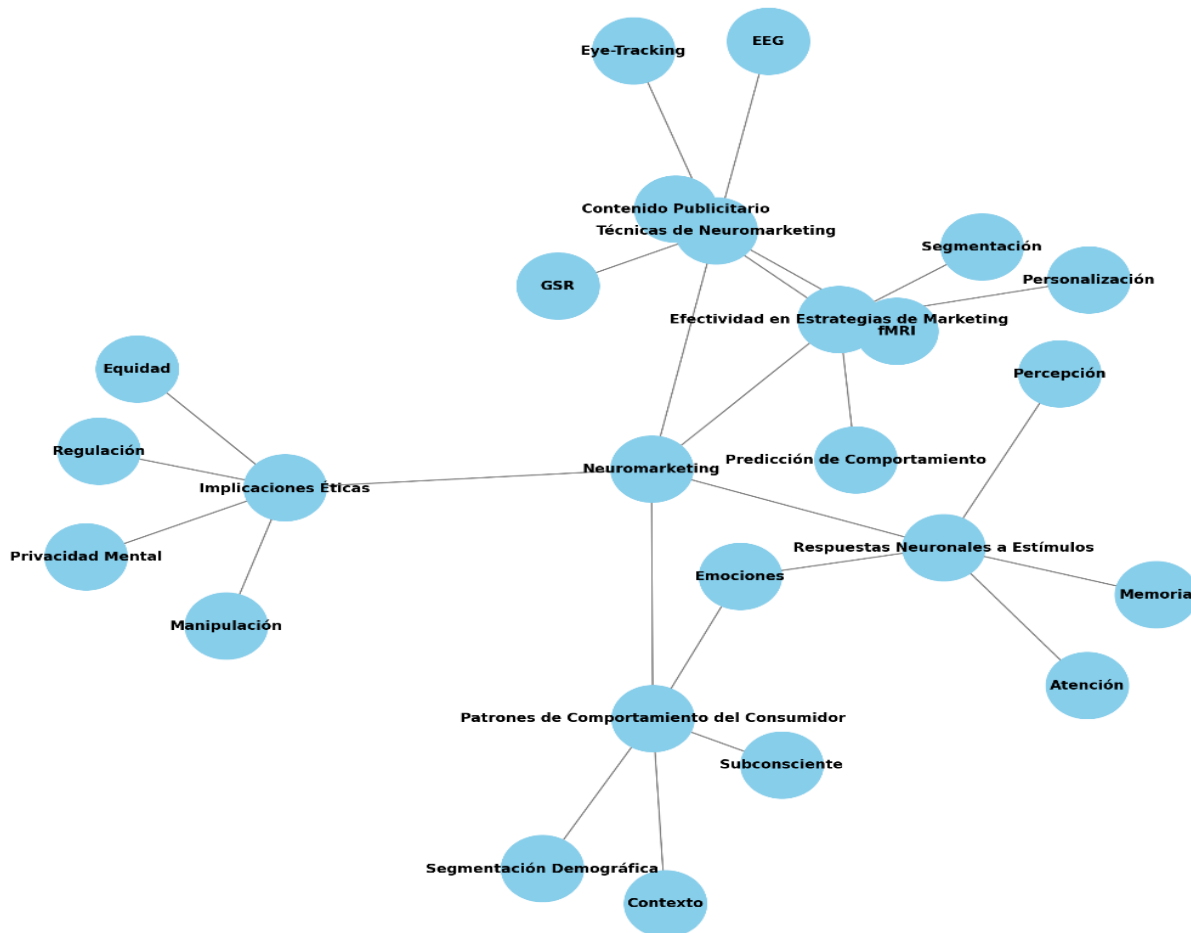 EEG
Eye-Tracking
Contenido Publicitario
Técnicas de Neuromarketing
Segmentación
Personalización
GSR
Efectividad en Estrategias de Marketing
fMRI
Equidad
Percepción
Regulación
Predicción de Comportamiento
Neuromarketing
Implicaciones Éticas
Respuestas Neuronales a Estímulos
Privacidad Mental
Emociones
Memoria
Manipulación
Atención
Patrones de Comportamiento del Consumidor
Subconsciente
Segmentación Demográfica
Contexto